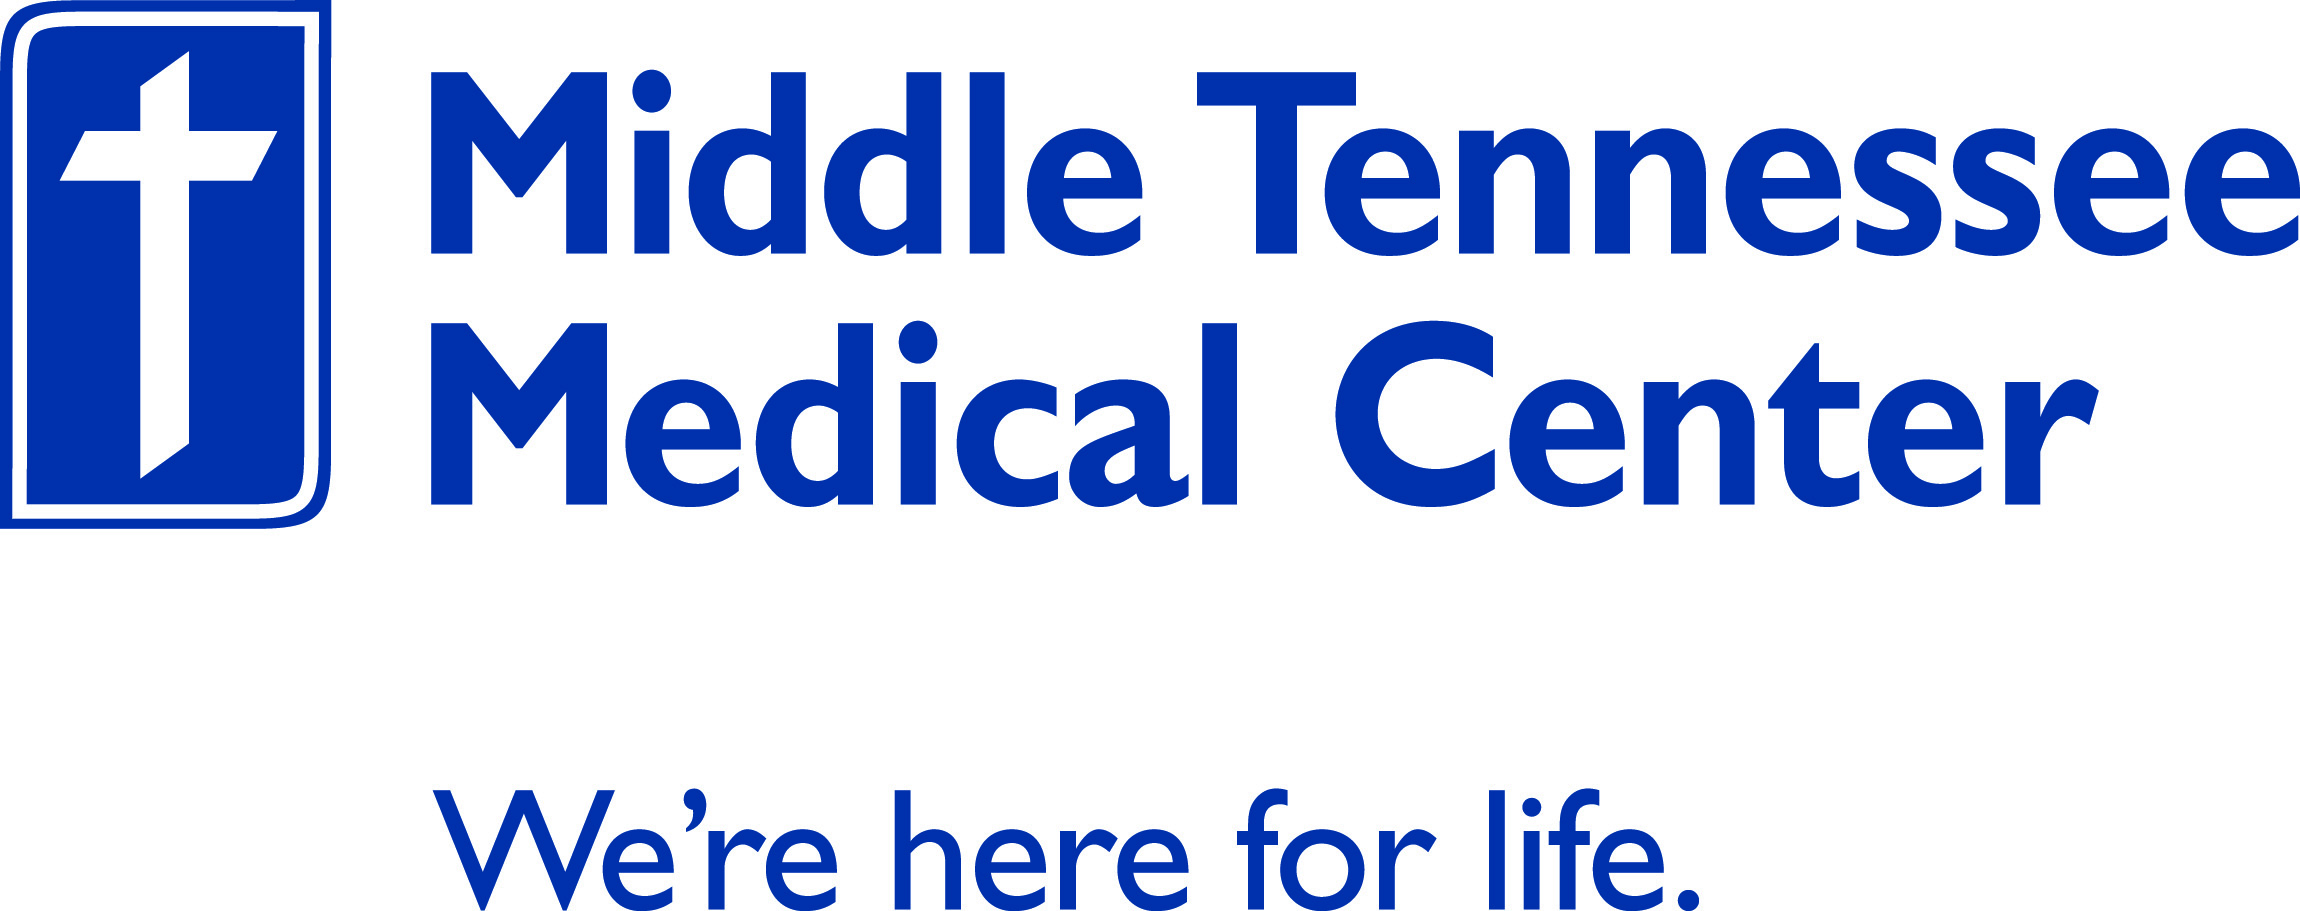 Middle Tennessee
Medical Center
We’re here for life.